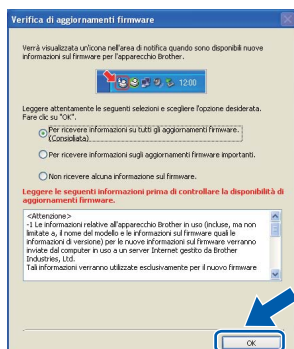 Verifica di aggiornamenti firmware
Verrà visualizzata un'icona nell'area di notifica quando sono disponibili nuove
informazioni sul firmware per l'apparecchio Brother.
12:00
Leggere attentamente le seguenti selezioni e scegliere l'opzione desiderata.
Fare clic su "OK".
Per ricevere informazioni su tutti gli aggiornamenti firmware.
(Consigliata)
Per ricevere informazioni sugli aggiornamenti firmware importanti.
Non ricevere alcuna informazione sul firmware.
Leggere le seguenti informazioni prima di controllare la disponibilità di
aggiornamenti firmware.
<Attenzione>
-1 Le informazioni relative all'apparecchio Brother in uso (incluse, ma non
limitate a, il nome del modello e le informazioni sul firmware quali le
informazioni di versione) per le nuove informazioni sul firmware verranno
inviate dal computer in uso a un server Internet gestito da Brother
Industries, Ltd.
Tali informazioni verranno utilizzate esclusivamente per il nuovo firmware
OK